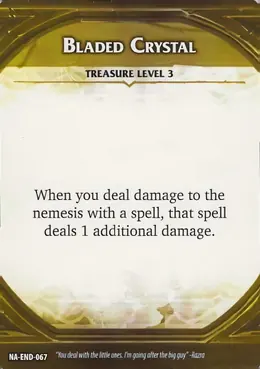 BLADED CRYSTAL
TREASURE LEVEL 3
When you deal damage to the
nemesis with a spell, that spell
deals 1 additional damage.
NA-END-067
"You deal with the little ones. I'm going after the big guy" -Razra